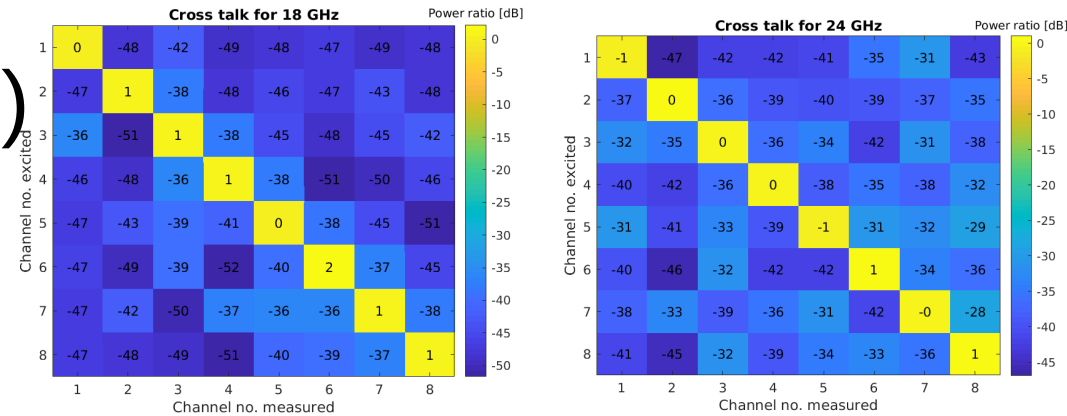 Cross talk for 18 GHz
Power ratio [dB]
)
Channel no. excited
1 0 -48 -42 -49 -48 -47 -49 -48
2 -47 1 -38 -48 -46 -47 -43 -48
3 -36 -51 1 -38 -45 -48 -45 -42
4 -46 -48 -36 1 -38 -51 -50 -46
5 -47 -43 -39 -41 0 -38 -45 -51
6 -47 -49 -39 -52 -40 2 -37 -45
7 -47 -42 -50 -37 -36 -36 1 -38
8 -47 -48 -49 -51 -40 -39 -37 1
1 2 3 4 5 6 7 8
Channel no. measured
0
-5
-10
-15
-20
-25
-30
-35
-40
-45
-50
Cross talk for 24 GHz
Power ratio [dB]
Channel no. excited
1 -1 -47 -42 -42 -41 -35 -31 -43
2 -37 0 -36 -39 -40 -39 -37 -35
3 -32 -35 0 -36 -34 -42 -31 -38
4 -40 -42 -36 0 -38 -35 -38 -32
5 -31 -41 -33 -39 -1 -31 -32 -29
6 -40 -46 -32 -42 -42 1 -34 -36
7 -38 -33 -39 -36 -31 -42 -0 -28
8 -41 -45 -32 -39 -34 -33 -36 1
1 2 3 4 5 6 7 8
Channel no. measured
0
-5
-10
-15
-20
-25
-30
-35
-40
-45